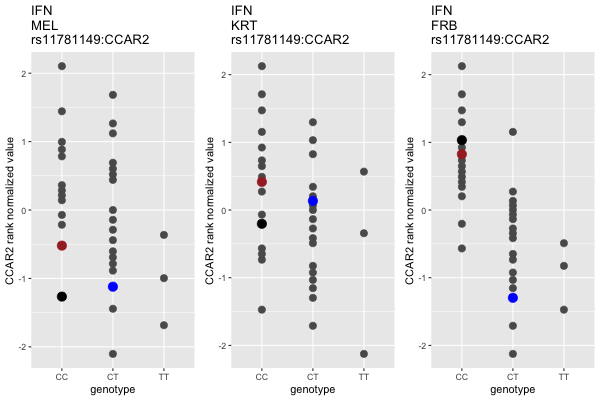 IFN
MEL
rs11781149:CCAR2
CCAR2 rank normalized value
2
1
0
-1
-2
CC
CT
TT
genotype
IFN
KRT
rs11781149:CCAR2
CCAR2 rank normalized value
2
1
0
-1
-2
CC
CT
TT
genotype
IFN
FRB
rs11781149:CCAR2
CCAR2 rank normalized value
2
1
0
-1
-2
CC
CT
TT
genotype